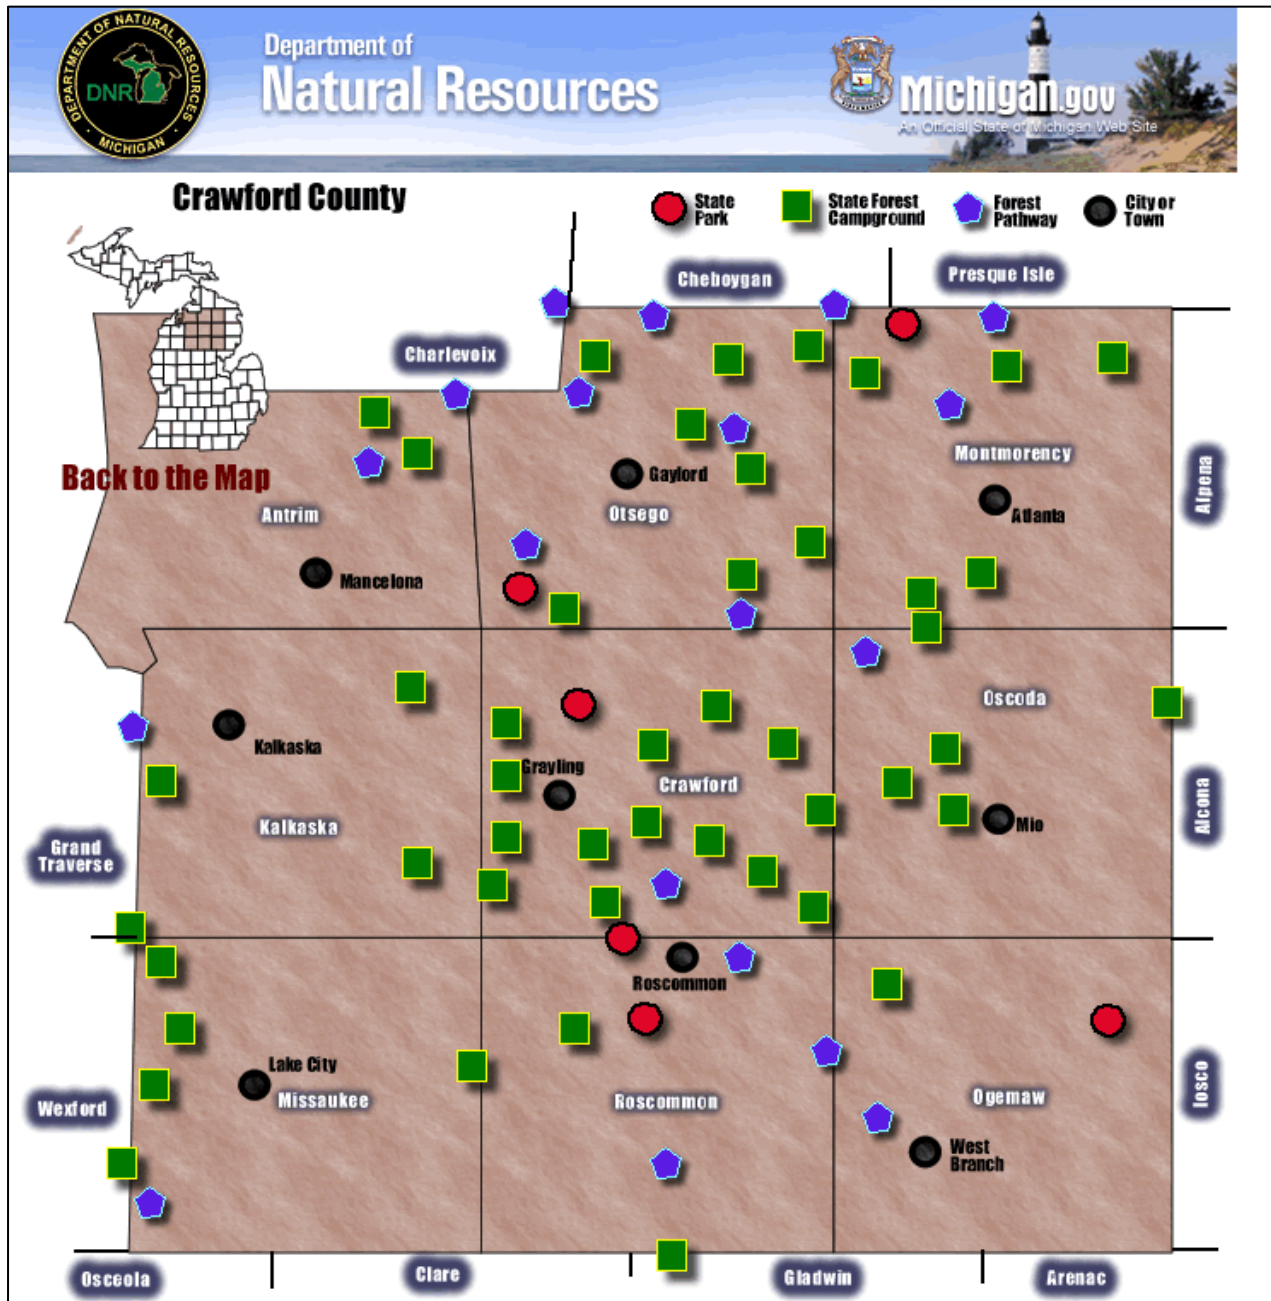 DEPARTMENT OF NATURAL RESOURCES
DNR
MICHIGAN
Department of
Natural Resources
Michigan.gov
An Official State of Michigan Web Site
Crawford County
State
Park
State Forest
Campground
Forest
Pathway
City or
Town
Cheboygan
Presque Isle
Charlevoix
Back to the Map
Antrim
Mancelona
Gaylord
Otsego
Montmorency
Atlanta
Alpena
Kalkaska
Kalkaska
Grayling
Crawford
Oscoda
Mio
Alcona
Grand
Traverse
Roscommon
Lake City
Missaukee
Roscommon
Ogemaw
West
Branch
Iosco
Wexford
Osceola
Clare
Gladwin
Arenac